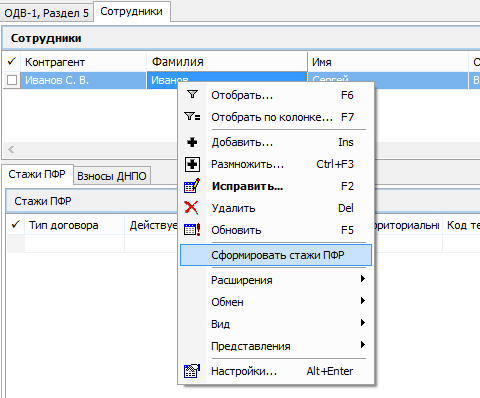 ОДВ-1, Раздел 5 Сотрудники
Сотрудники
✓ Контрагент Фамилия Имя О
Иванов С. В. Иванов Сергей В
Отобрать... F6
Отобрать по колонке... F7
Добавить... Ins
Размножить... Ctrl+F3
Исправить... F2
Удалить Del
Обновить F5
Сформировать стажи ПФР
Расширения
Обмен
Вид
Представления
Настройки... Alt+Enter
Стажи ПФР Взносы ДНПО
Стажи ПФР
✓ Тип договора Действуе рриториальны Код те